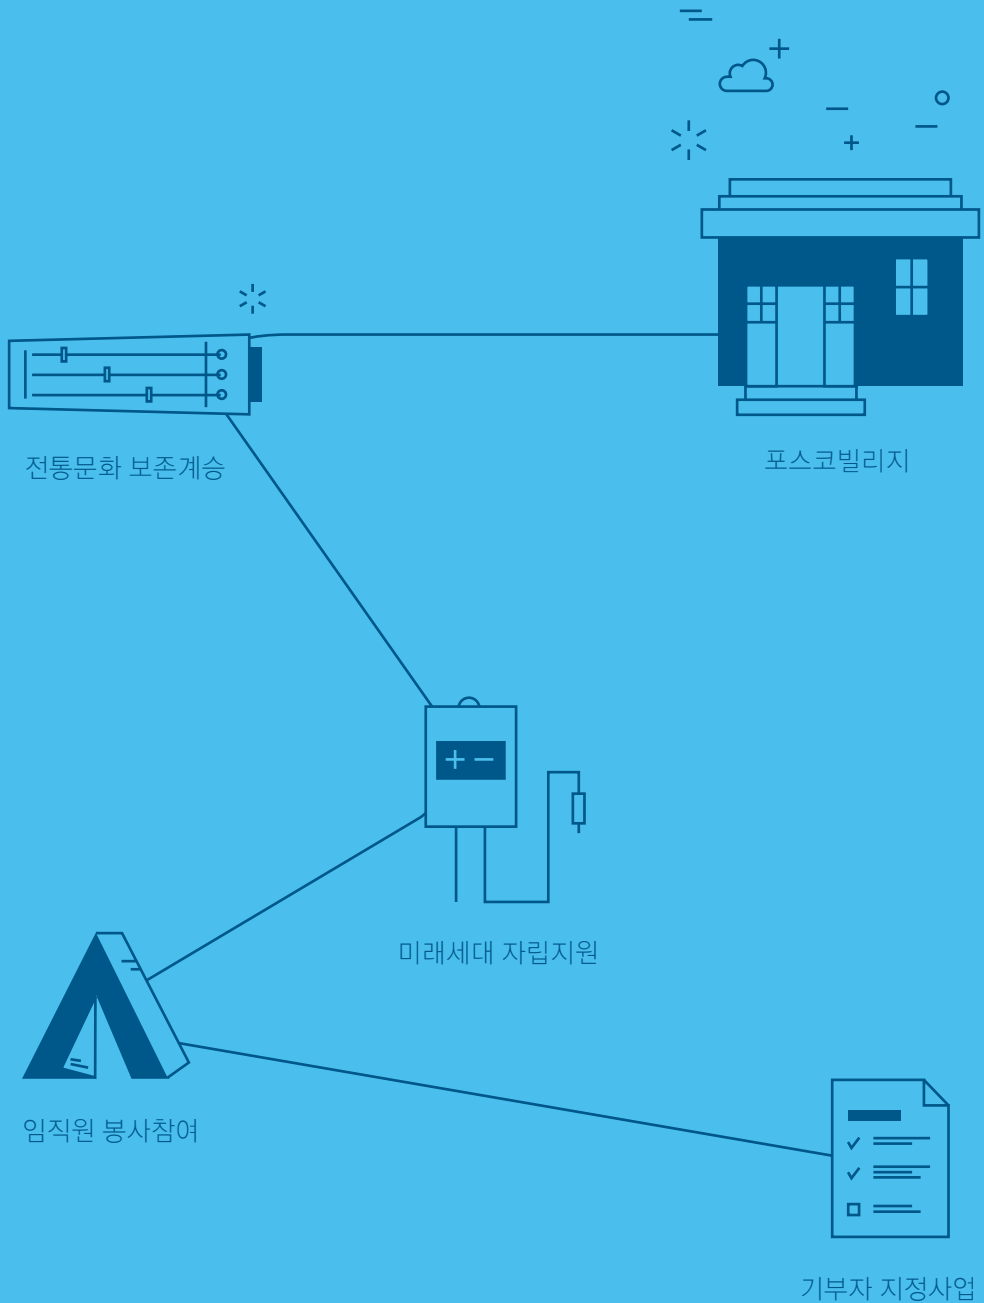 전통문화 보존계승
포스코빌리지
미래세대 자립지원
임직원 봉사참여
기부자 지정사업